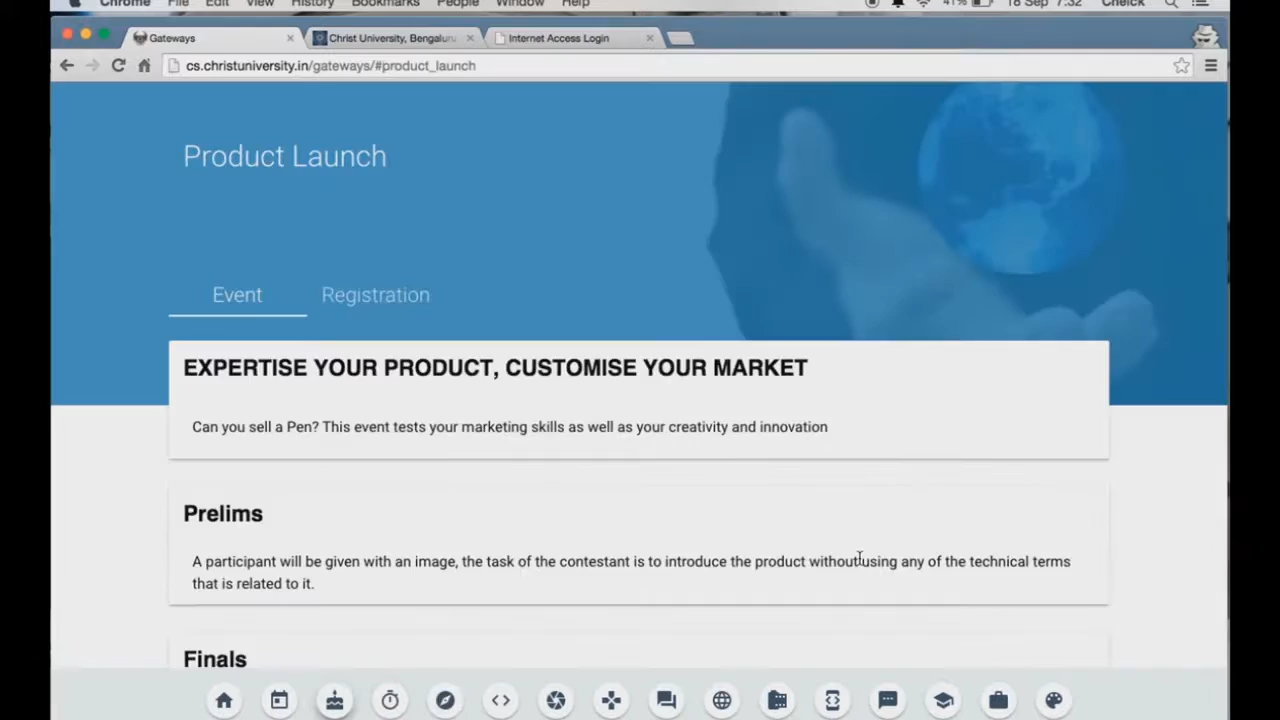 Chrome File Edit View History Bookmarks People Window Help 41% 18 Sep 7:32 Cheick
Gateways Christ University, Bengaluru Internet Access Login
cs.christuniversity.in/gateways/#product_launch
Product Launch
Event Registration
EXPERTISE YOUR PRODUCT, CUSTOMISE YOUR MARKET
Can you sell a Pen? This event tests your marketing skills as well as your creativity and innovation
Prelims
A participant will be given with an image, the task of the contestant is to introduce the product without using any of the technical terms
that is related to it.
Finals